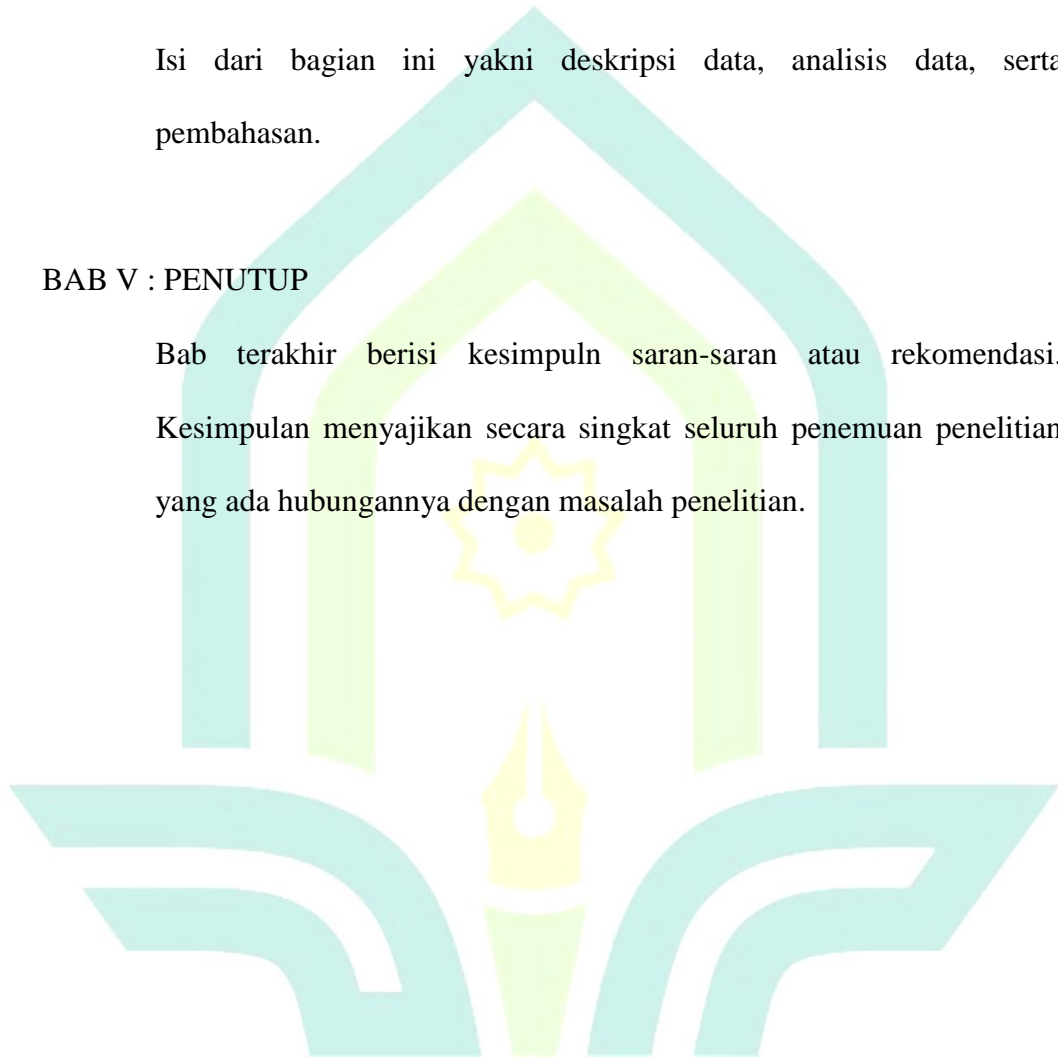 Isi dari bagian ini yakni deskripsi data, analisis data, serta
pembahasan.
BAB V : PENUTUP
Bab terakhir berisi kesimpuln saran-saran atau rekomendasi.
Kesimpulan menyajikan secara singkat seluruh penemuan penelitian
yang ada hubungannya dengan masalah penelitian.